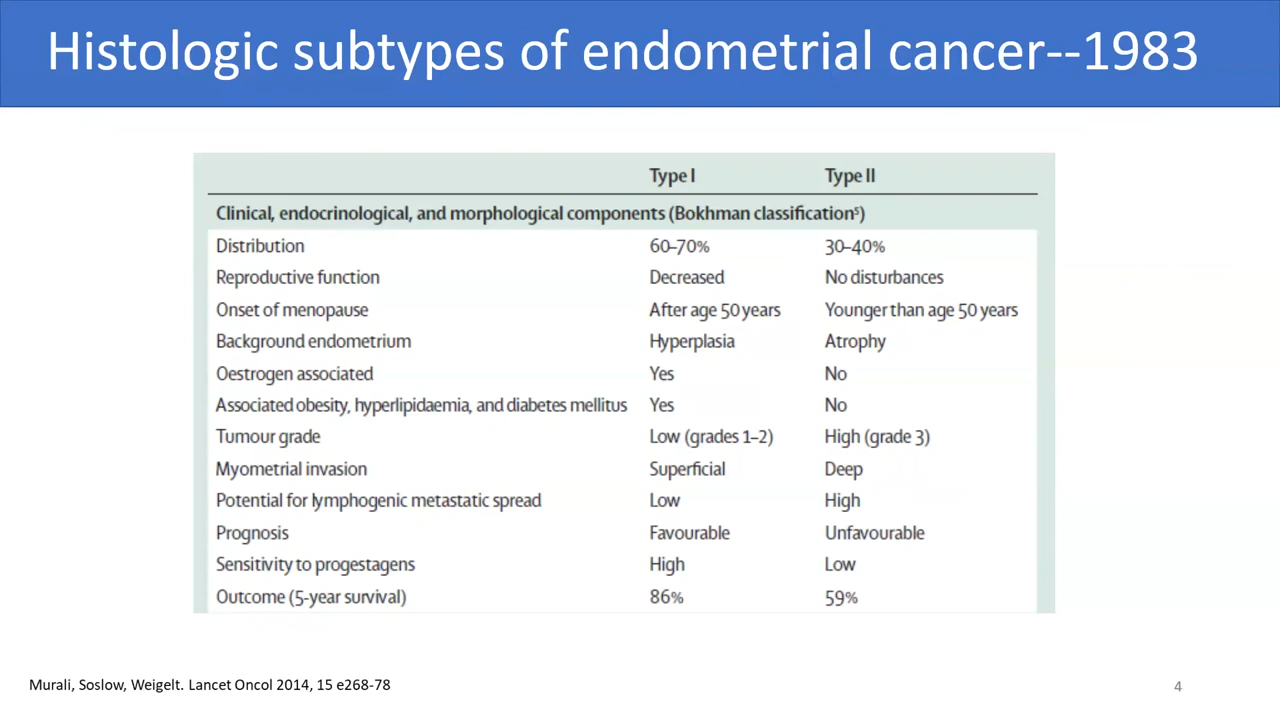 Histologic subtypes of endometrial cancer--1983
Type I Type II
Clinical, endocrinological, and morphological components (Bokhman classification⁵)
Distribution 60–70% 30–40%
Reproductive function Decreased No disturbances
Onset of menopause After age 50 years Younger than age 50 years
Background endometrium Hyperplasia Atrophy
Oestrogen associated Yes No
Associated obesity, hyperlipidaemia, and diabetes mellitus Yes No
Tumour grade Low (grades 1–2) High (grade 3)
Myometrial invasion Superficial Deep
Potential for lymphogenic metastatic spread Low High
Prognosis Favourable Unfavourable
Sensitivity to progestagens High Low
Outcome (5-year survival) 86% 59%
Murali, Soslow, Weigelt. Lancet Oncol 2014, 15 e268-78
4